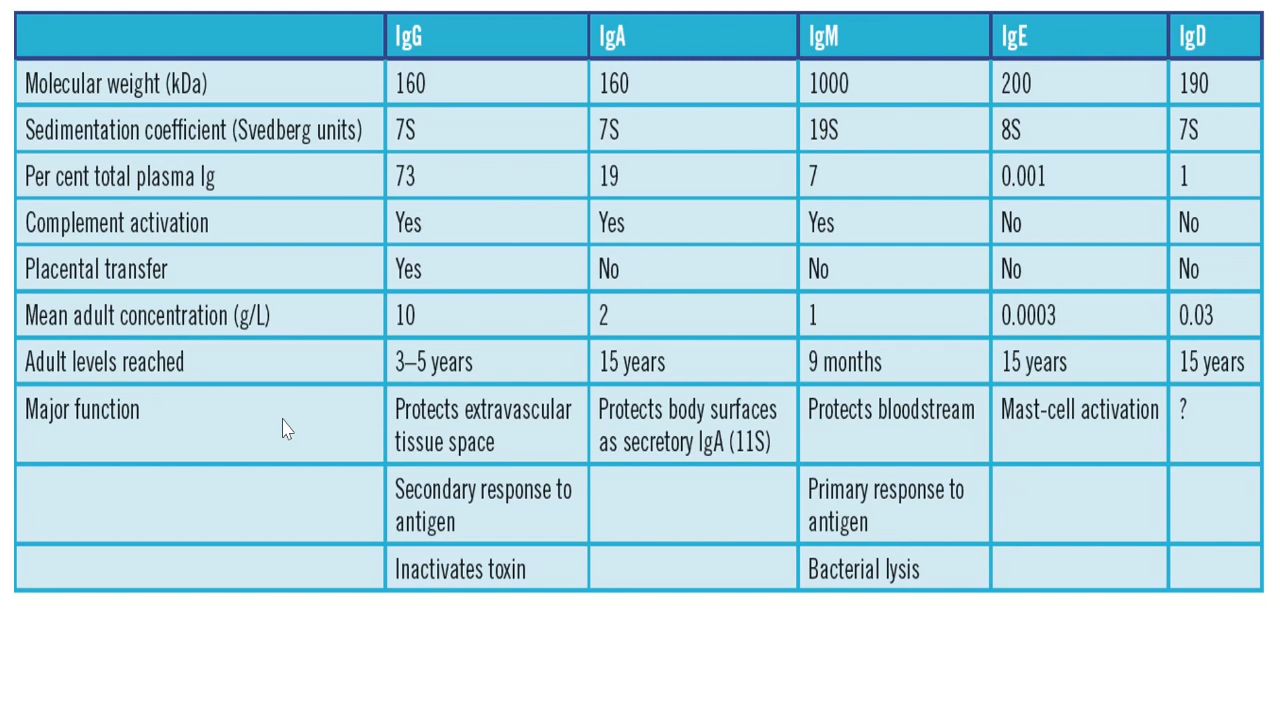 IgG IgA IgM IgE IgD
Molecular weight (kDa) 160 160 1000 200 190
Sedimentation coefficient (Svedberg units) 7S 7S 19S 8S 7S
Per cent total plasma Ig 73 19 7 0.001 1
Complement activation Yes Yes Yes No No
Placental transfer Yes No No No No
Mean adult concentration (g/L) 10 2 1 0.0003 0.03
Adult levels reached 3–5 years 15 years 9 months 15 years 15 years
Major function Protects extravascular Protects body surfaces Protects bloodstream Mast-cell activation ?
tissue space as secretory IgA (11S)
Secondary response to Primary response to
antigen antigen
Inactivates toxin Bacterial lysis